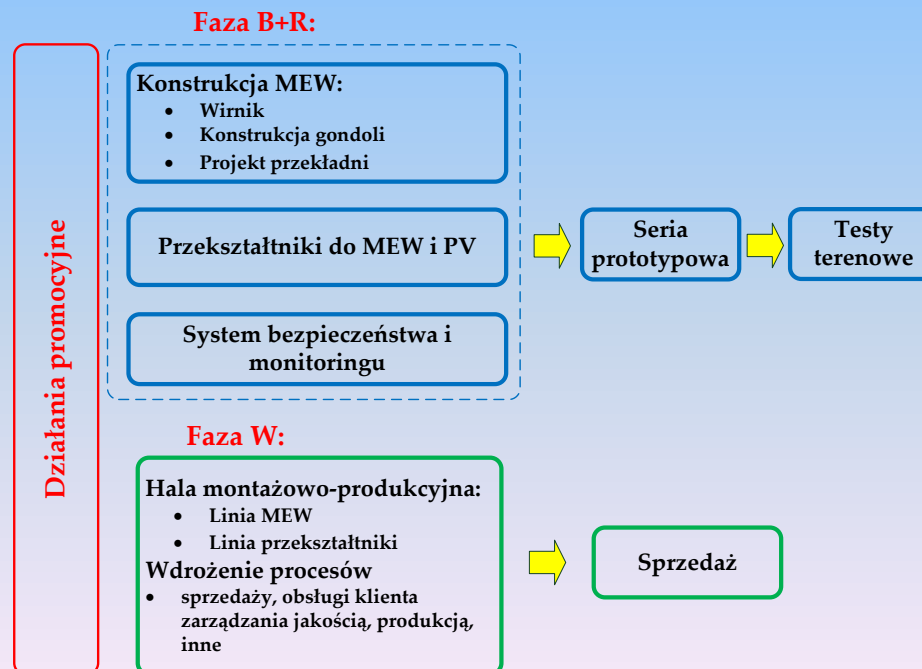 Faza B+R:
Działania promocyjne
Konstrukcja MEW:
• Wirnik
• Konstrukcja gondoli
• Projekt przekładni
Przekształtniki do MEW i PV
System bezpieczeństwa i
monitoringu
Seria
prototypowa
Testy
terenowe
Faza W:
Hala montażowo-produkcyjna:
• Linia MEW
• Linia przekształtniki
Wdrożenie procesów
• sprzedaży, obsługi klienta
zarządzania jakością, produkcją,
inne
Sprzedaż